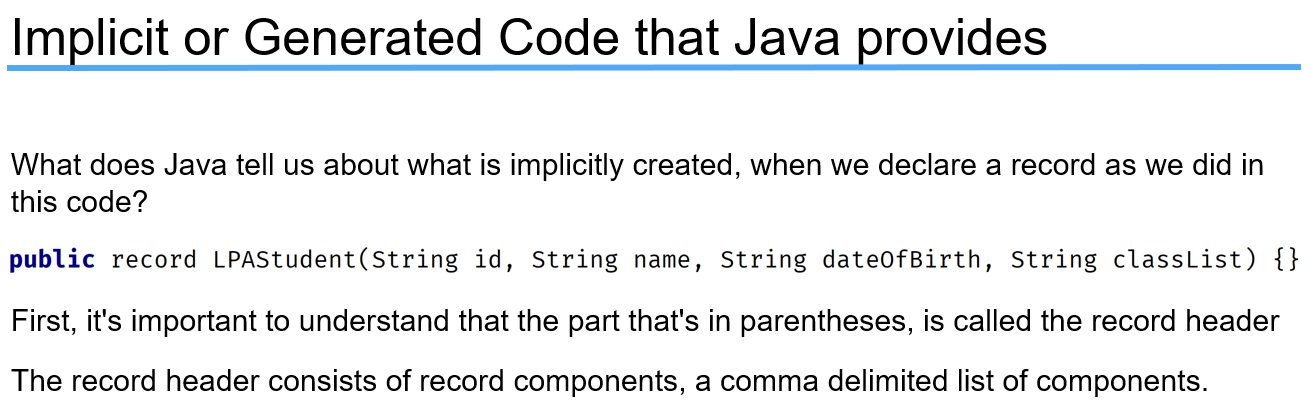 Implicit or Generated Code that Java provides
What does Java tell us about what is implicitly created, when we declare a record as we did in
this code?
public record LPAStudent(String id, String name, String dateOfBirth, String classList) {}
First, it's important to understand that the part that's in parentheses, is called the record header
The record header consists of record components, a comma delimited list of components.